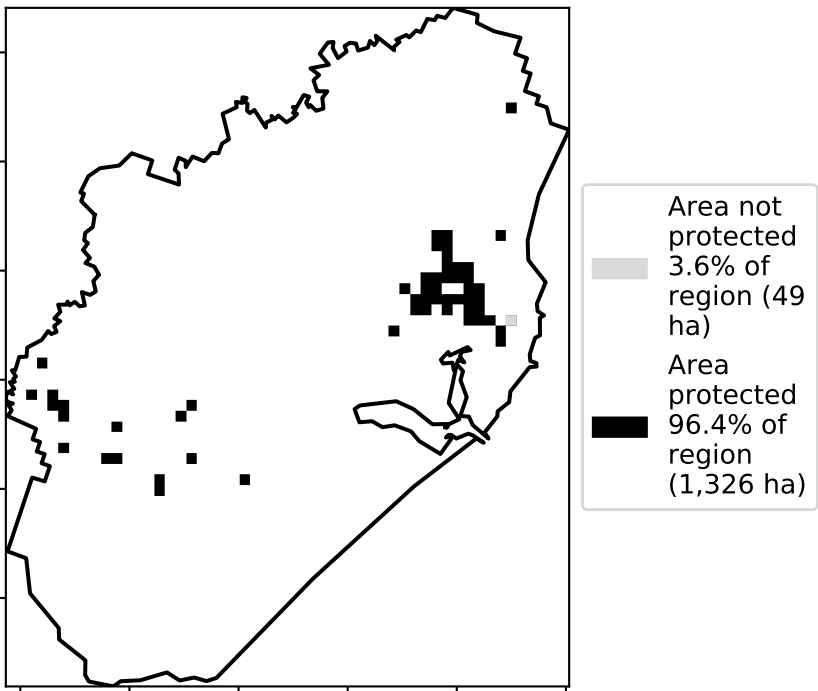 Area not
protected
3.6% of
region (49
ha)
Area
protected
96.4% of
region
(1,326 ha)